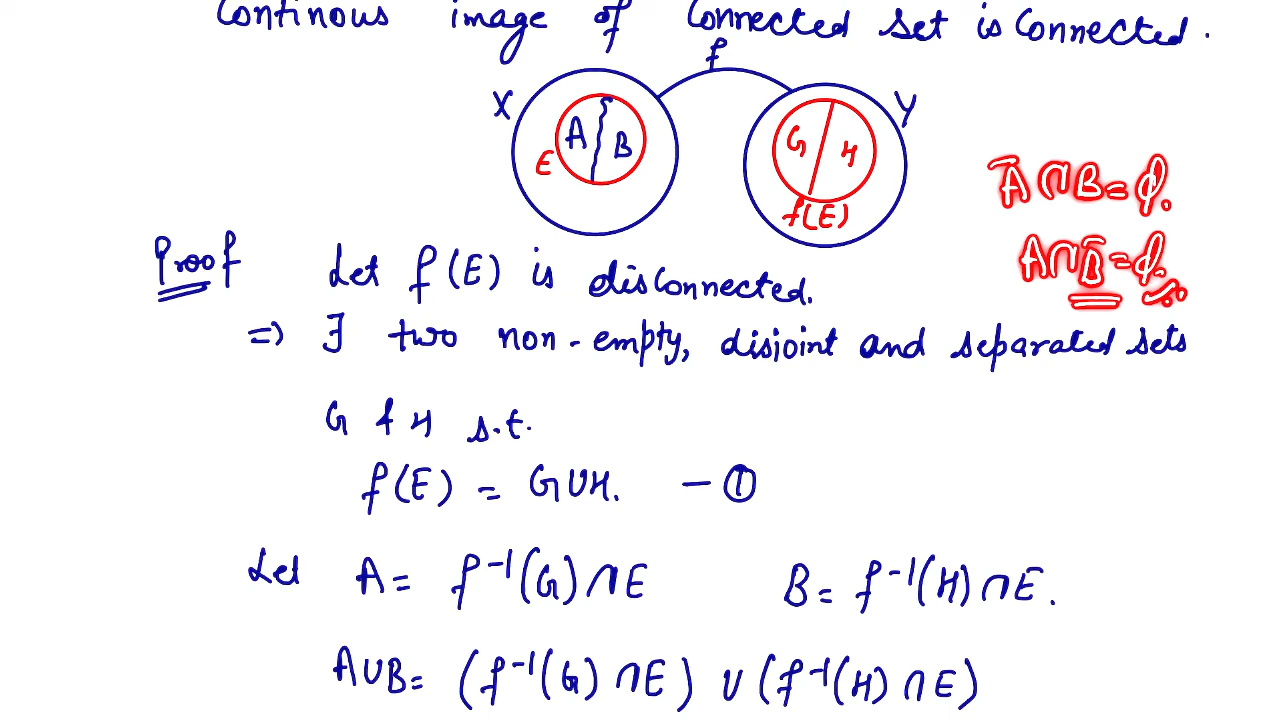 Continous image of Connected set is Connected.
f
X A B E
G H Y
f(E)
A̅ ∩ B = ϕ.
A ∩ B̅ = ϕ.
Proof Let f(E) is disconnected.
=> ∃ two non-empty, disjoint and separated sets
G & H s.t.
f(E) = G ∪ H. — ①
Let A = f⁻¹(G) ∩ E B = f⁻¹(H) ∩ E.
A ∪ B = (f⁻¹(G) ∩ E) ∪ (f⁻¹(H) ∩ E)